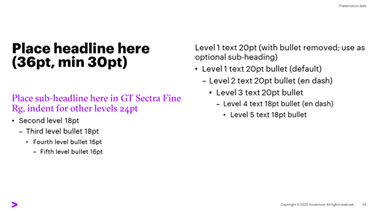 Presentation date
Place headline here
(36pt, min 30pt)
Place sub-headline here in GT Sectra Fine
Rg, indent for other levels 24pt
• Second level 18pt
– Third level bullet 18pt
• Fourth level bullet 16pt
– Fifth level bullet 16pt
Level 1 text 20pt (with bullet removed; use as
optional sub-heading)
• Level 1 text 20pt bullet (default)
– Level 2 text 20pt bullet (en dash)
• Level 3 text 20pt bullet
– Level 4 text 18pt bullet (en dash)
• Level 5 text 18pt bullet
>
Copyright © 2025 Accenture. All rights reserved.